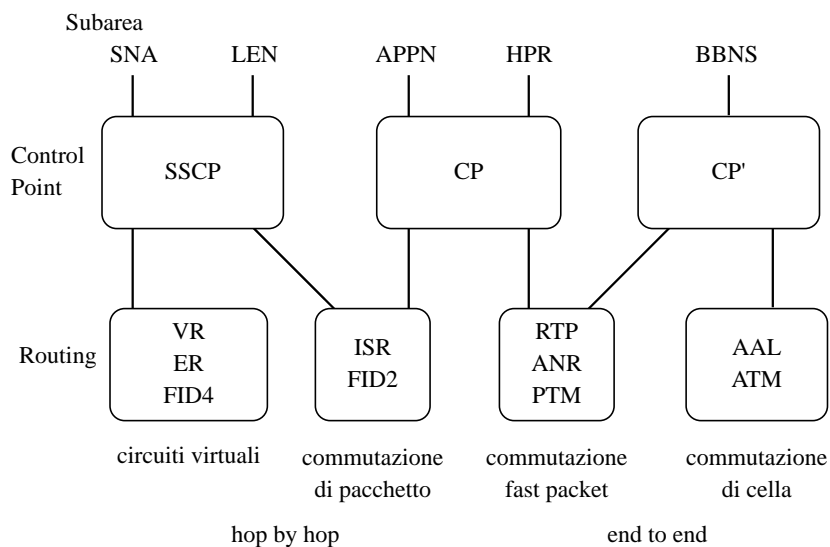 Subarea
SNA
LEN
APPN
HPR
BBNS
Control
Point
SSCP
CP
CP'
Routing
VR
ER
FID4
ISR
FID2
RTP
ANR
PTM
AAL
ATM
circuiti virtuali
commutazione
di pacchetto
commutazione
fast packet
commutazione
di cella
hop by hop
end to end